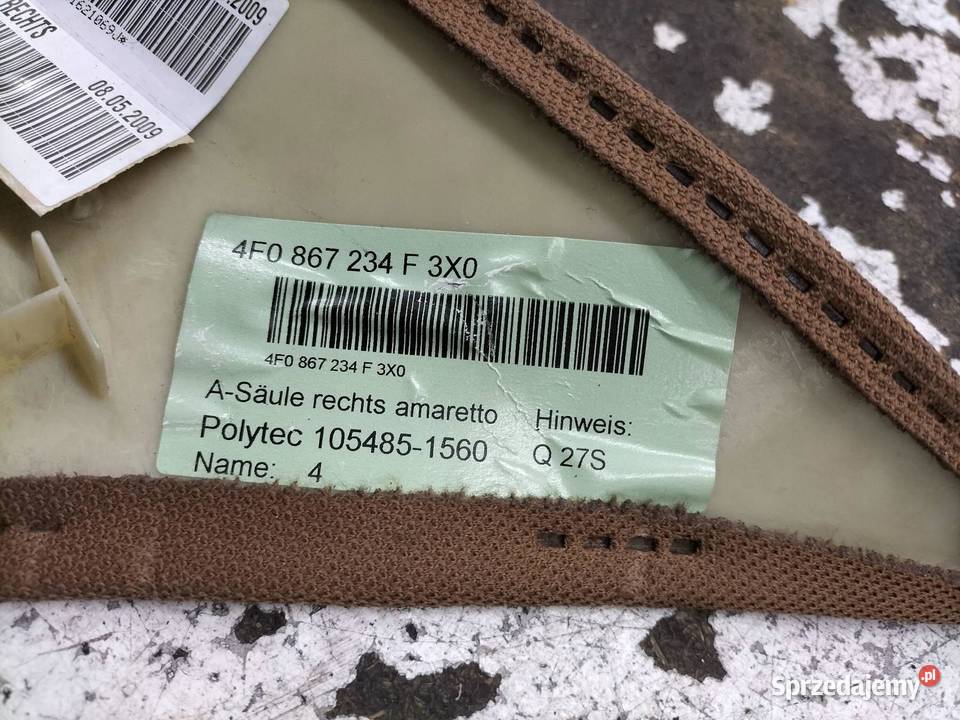 RECHTS
08.05.2009
4F0 867 234 F 3X0
4F0 867 234 F 3X0
A-Säule rechts amaretto
Hinweis:
Polytec 105485-1560
Q 27S
Name: 4
Sprzedajemy.pl